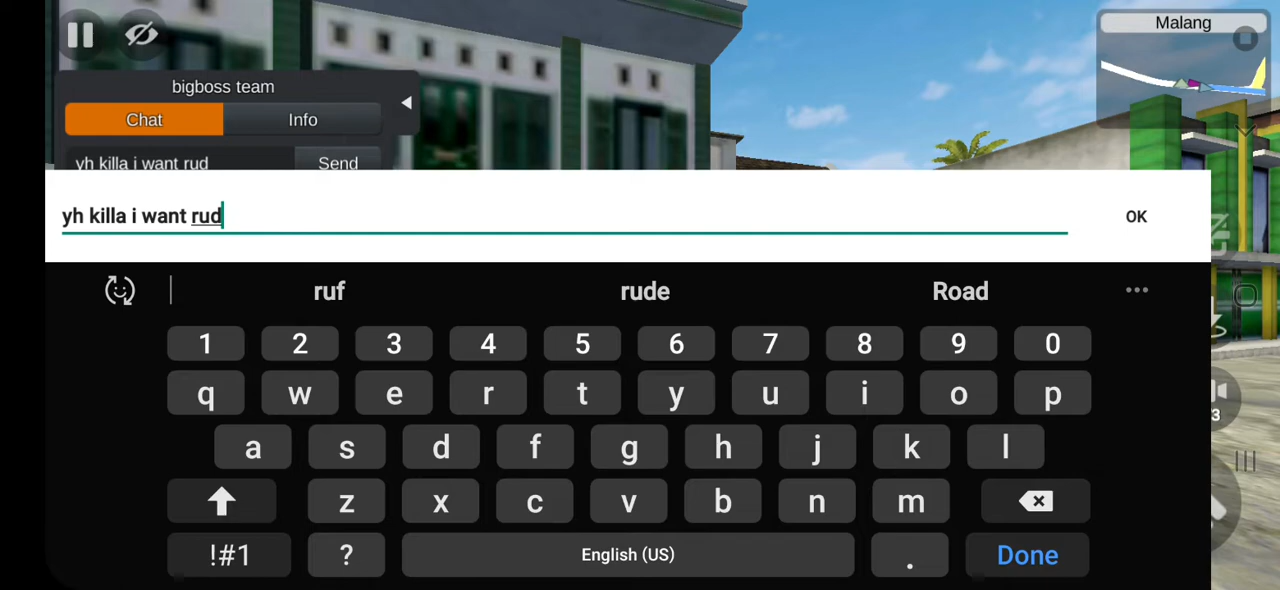 Malang
bigboss team
Chat Info
yh killa i want rud Send
yh killa i want rud OK
ruf rude Road
1 2 3 4 5 6 7 8 9 0
q w e r t y u i o p
a s d f g h j k l
z x c v b n m
!#1 ? English (US) . Done
3